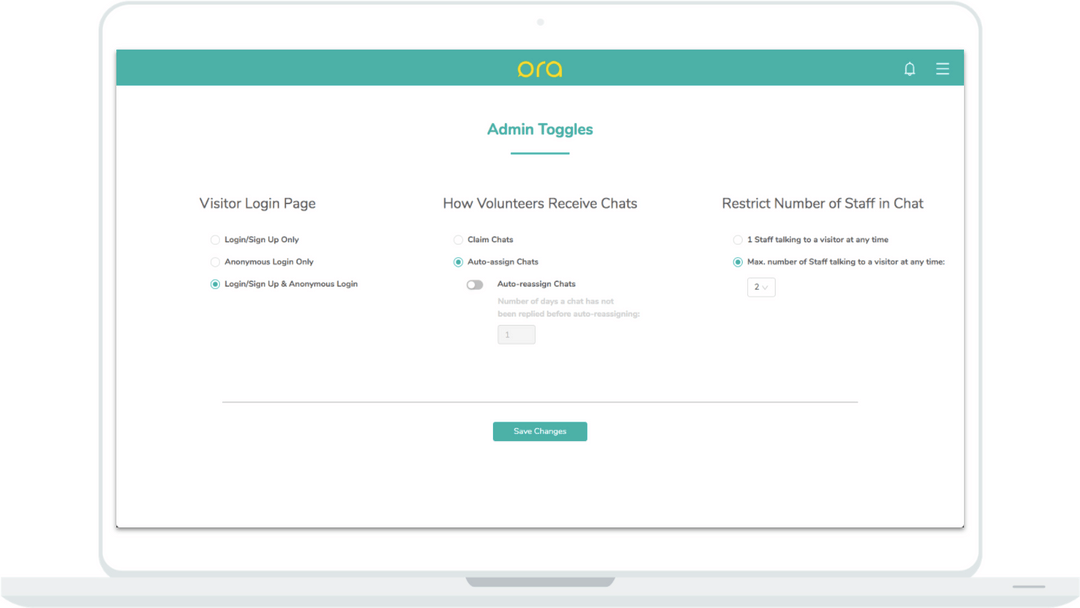 ora
Admin Toggles
Visitor Login Page
Login/Sign Up Only
Anonymous Login Only
Login/Sign Up & Anonymous Login
How Volunteers Receive Chats
Claim Chats
Auto-assign Chats
Auto-reassign Chats
Number of days a chat has not
been replied before auto-reassigning:
1
Restrict Number of Staff in Chat
1 Staff talking to a visitor at any time
Max. number of Staff talking to a visitor at any time:
2
Save Changes